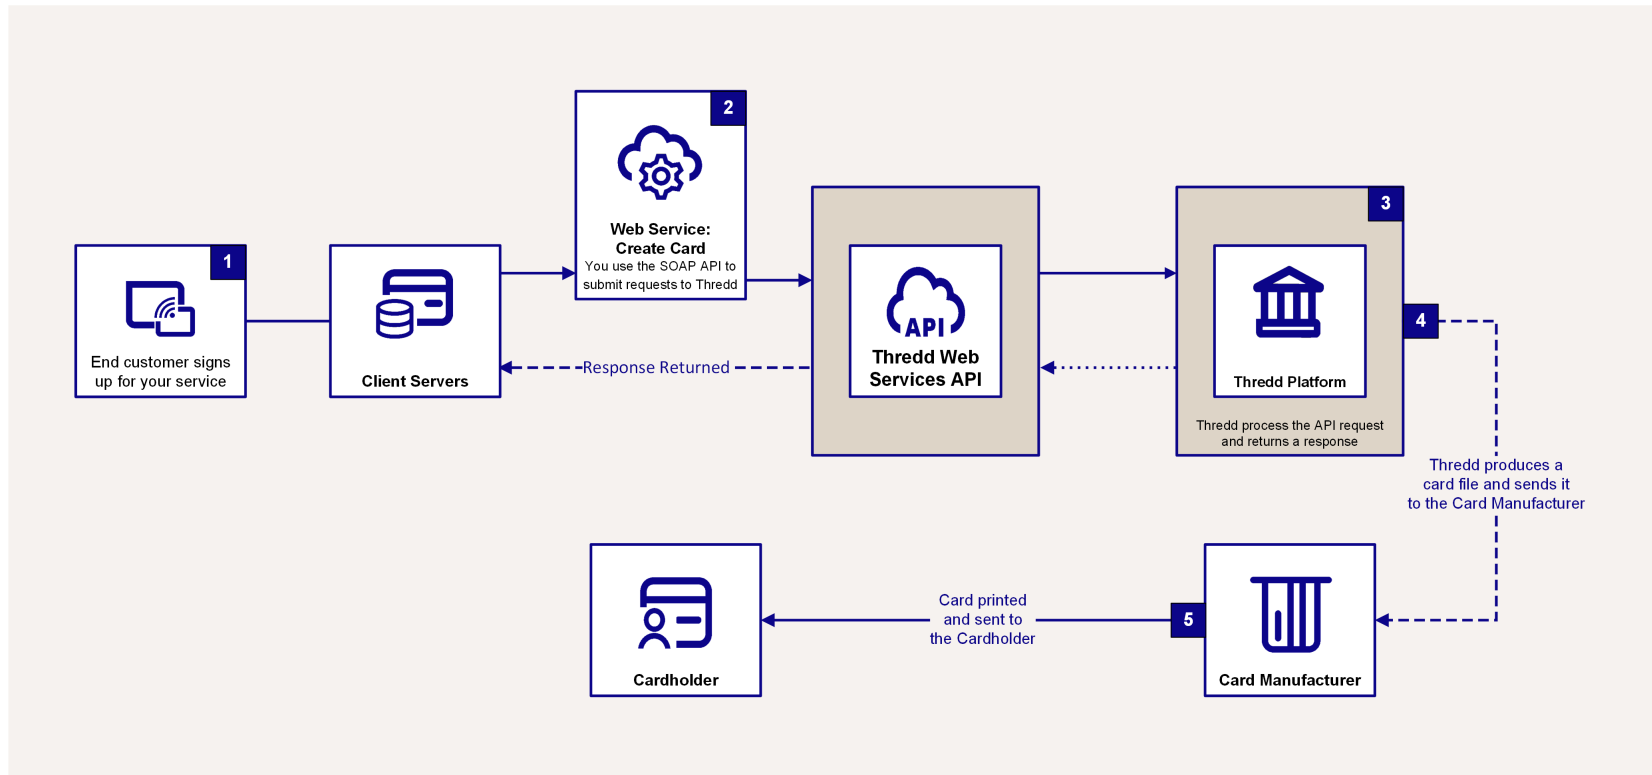 1
End customer signs
up for your service
Client Servers
2
Web Service:
Create Card
You use the SOAP API to
submit requests to Thredd
Response Returned
API
Thredd Web
Services API
3
Thredd Platform
Thredd process the API request
and returns a response
4
Thredd produces a
card file and sends it
to the Card Manufacturer
5
Card Manufacturer
Card printed
and sent to
the Cardholder
Cardholder